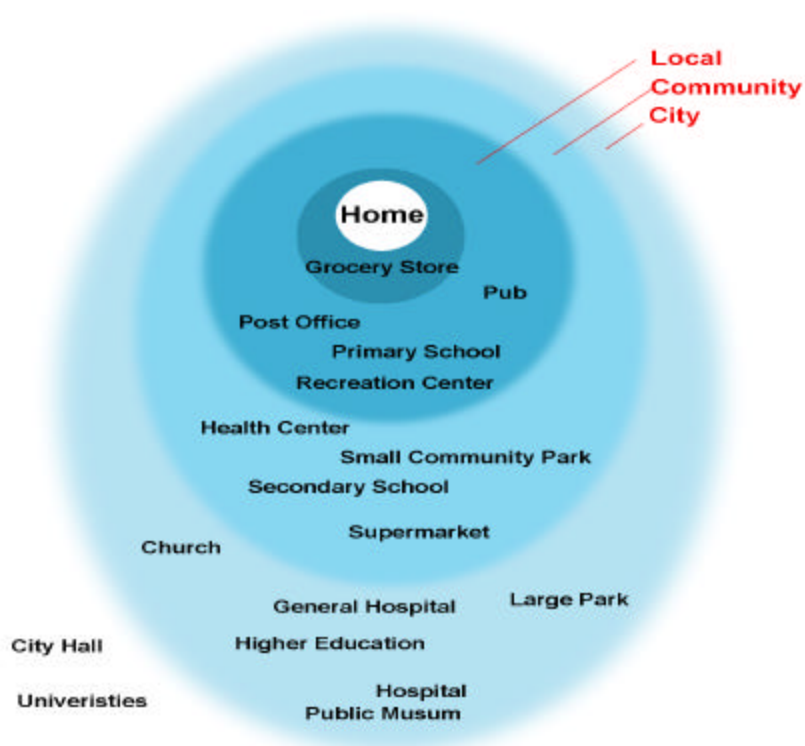 Local
Community
City
Home
Grocery Store
Pub
Post Office
Primary School
Recreation Center
Health Center
Small Community Park
Secondary School
Supermarket
Church
General Hospital
Large Park
City Hall
Higher Education
Hospital
Univeristies
Public Musum